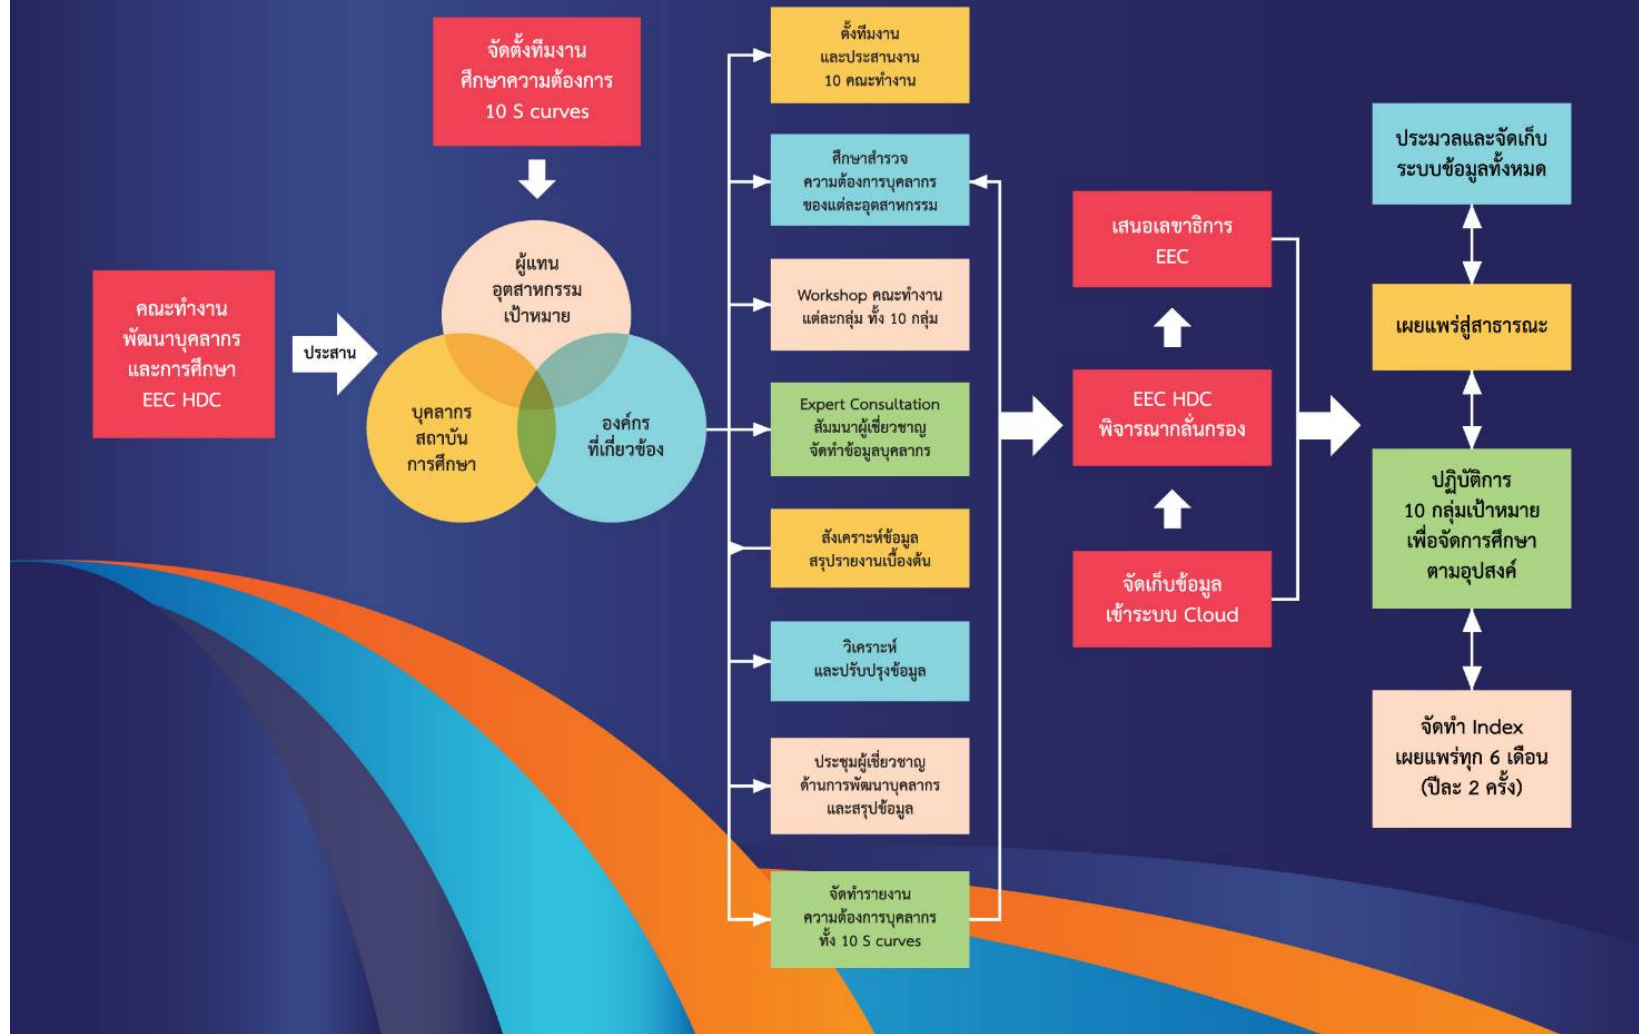 จัดตั้งทีมงาน
ศึกษาความต้องการ
10 S curves
คณะทำงาน
พัฒนาบุคลากร
และการศึกษา
EEC HDC
ประสาน
ผู้แทน
อุตสาหกรรม
เป้าหมาย
บุคลากร
สถาบัน
การศึกษา
องค์กร
ที่เกี่ยวข้อง
ตั้งทีมงาน
และประสานงาน
10 คณะทำงาน
ศึกษาสำรวจ
ความต้องการบุคลากร
ของแต่ละอุตสาหกรรม
Workshop คณะทำงาน
แต่ละกลุ่ม ทั้ง 10 กลุ่ม
Expert Consultation
สัมมนาผู้เชี่ยวชาญ
จัดทำข้อมูลบุคลากร
สังเคราะห์ข้อมูล
สรุปรายงานเบื้องต้น
วิเคราะห์
และปรับปรุงข้อมูล
ประชุมผู้เชี่ยวชาญ
ด้านการพัฒนาบุคลากร
และสรุปข้อมูล
จัดทำรายงาน
ความต้องการบุคลากร
ทั้ง 10 S curves
เสนอเลขาธิการ
EEC
EEC HDC
พิจารณากลั่นกรอง
จัดเก็บข้อมูล
เข้าระบบ Cloud
ประมวลและจัดเก็บ
ระบบข้อมูลทั้งหมด
เผยแพร่สู่สาธารณะ
ปฏิบัติการ
10 กลุ่มเป้าหมาย
เพื่อจัดการศึกษา
ตามอุปสงค์
จัดทำ Index
เผยแพร่ทุก 6 เดือน
(ปีละ 2 ครั้ง)